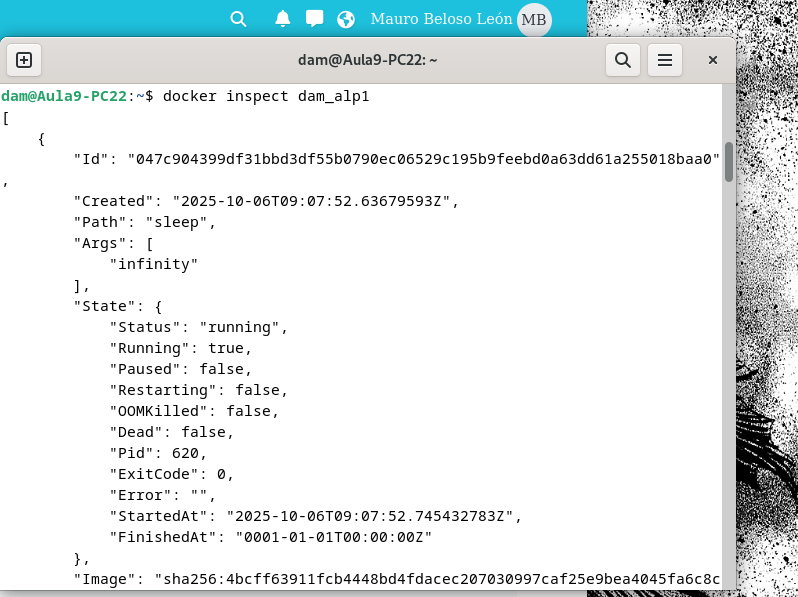 Mauro Beloso León MB
dam@Aula9-PC22: ~
dam@Aula9-PC22:~$ docker inspect dam_alp1
[
    {
        "Id": "047c904399df31bbd3df55b0790ec06529c195b9feebd0a63dd61a255018baa0"
,
        "Created": "2025-10-06T09:07:52.63679593Z",
        "Path": "sleep",
        "Args": [
            "infinity"
        ],
        "State": {
            "Status": "running",
            "Running": true,
            "Paused": false,
            "Restarting": false,
            "OOMKilled": false,
            "Dead": false,
            "Pid": 620,
            "ExitCode": 0,
            "Error": "",
            "StartedAt": "2025-10-06T09:07:52.745432783Z",
            "FinishedAt": "0001-01-01T00:00:00Z"
        },
        "Image": "sha256:4bcff63911fcb4448bd4fdacec207030997caf25e9bea4045fa6c8c